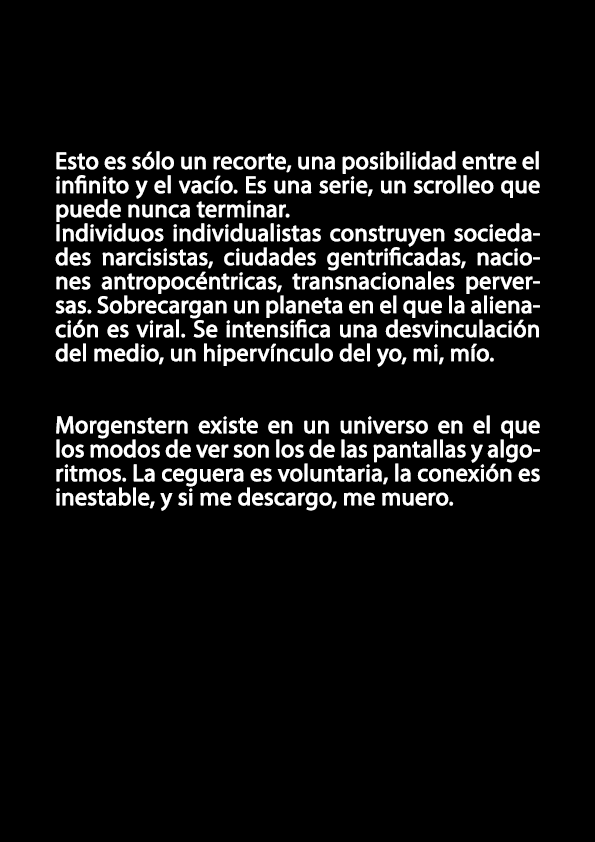 Esto es sólo un recorte, una posibilidad entre el
infinito y el vacío. Es una serie, un scrolleo que
puede nunca terminar.
Individuos individualistas construyen socieda-
des narcisistas, ciudades gentrificadas, nacio-
nes antropocéntricas, transnacionales perver-
sas. Sobrecargan un planeta en el que la aliena-
ción es viral. Se intensifica una desvinculación
del medio, un hipervínculo del yo, mi, mío.
Morgenstern existe en un universo en el que
los modos de ver son los de las pantallas y algo-
ritmos. La ceguera es voluntaria, la conexión es
inestable, y si me descargo, me muero.